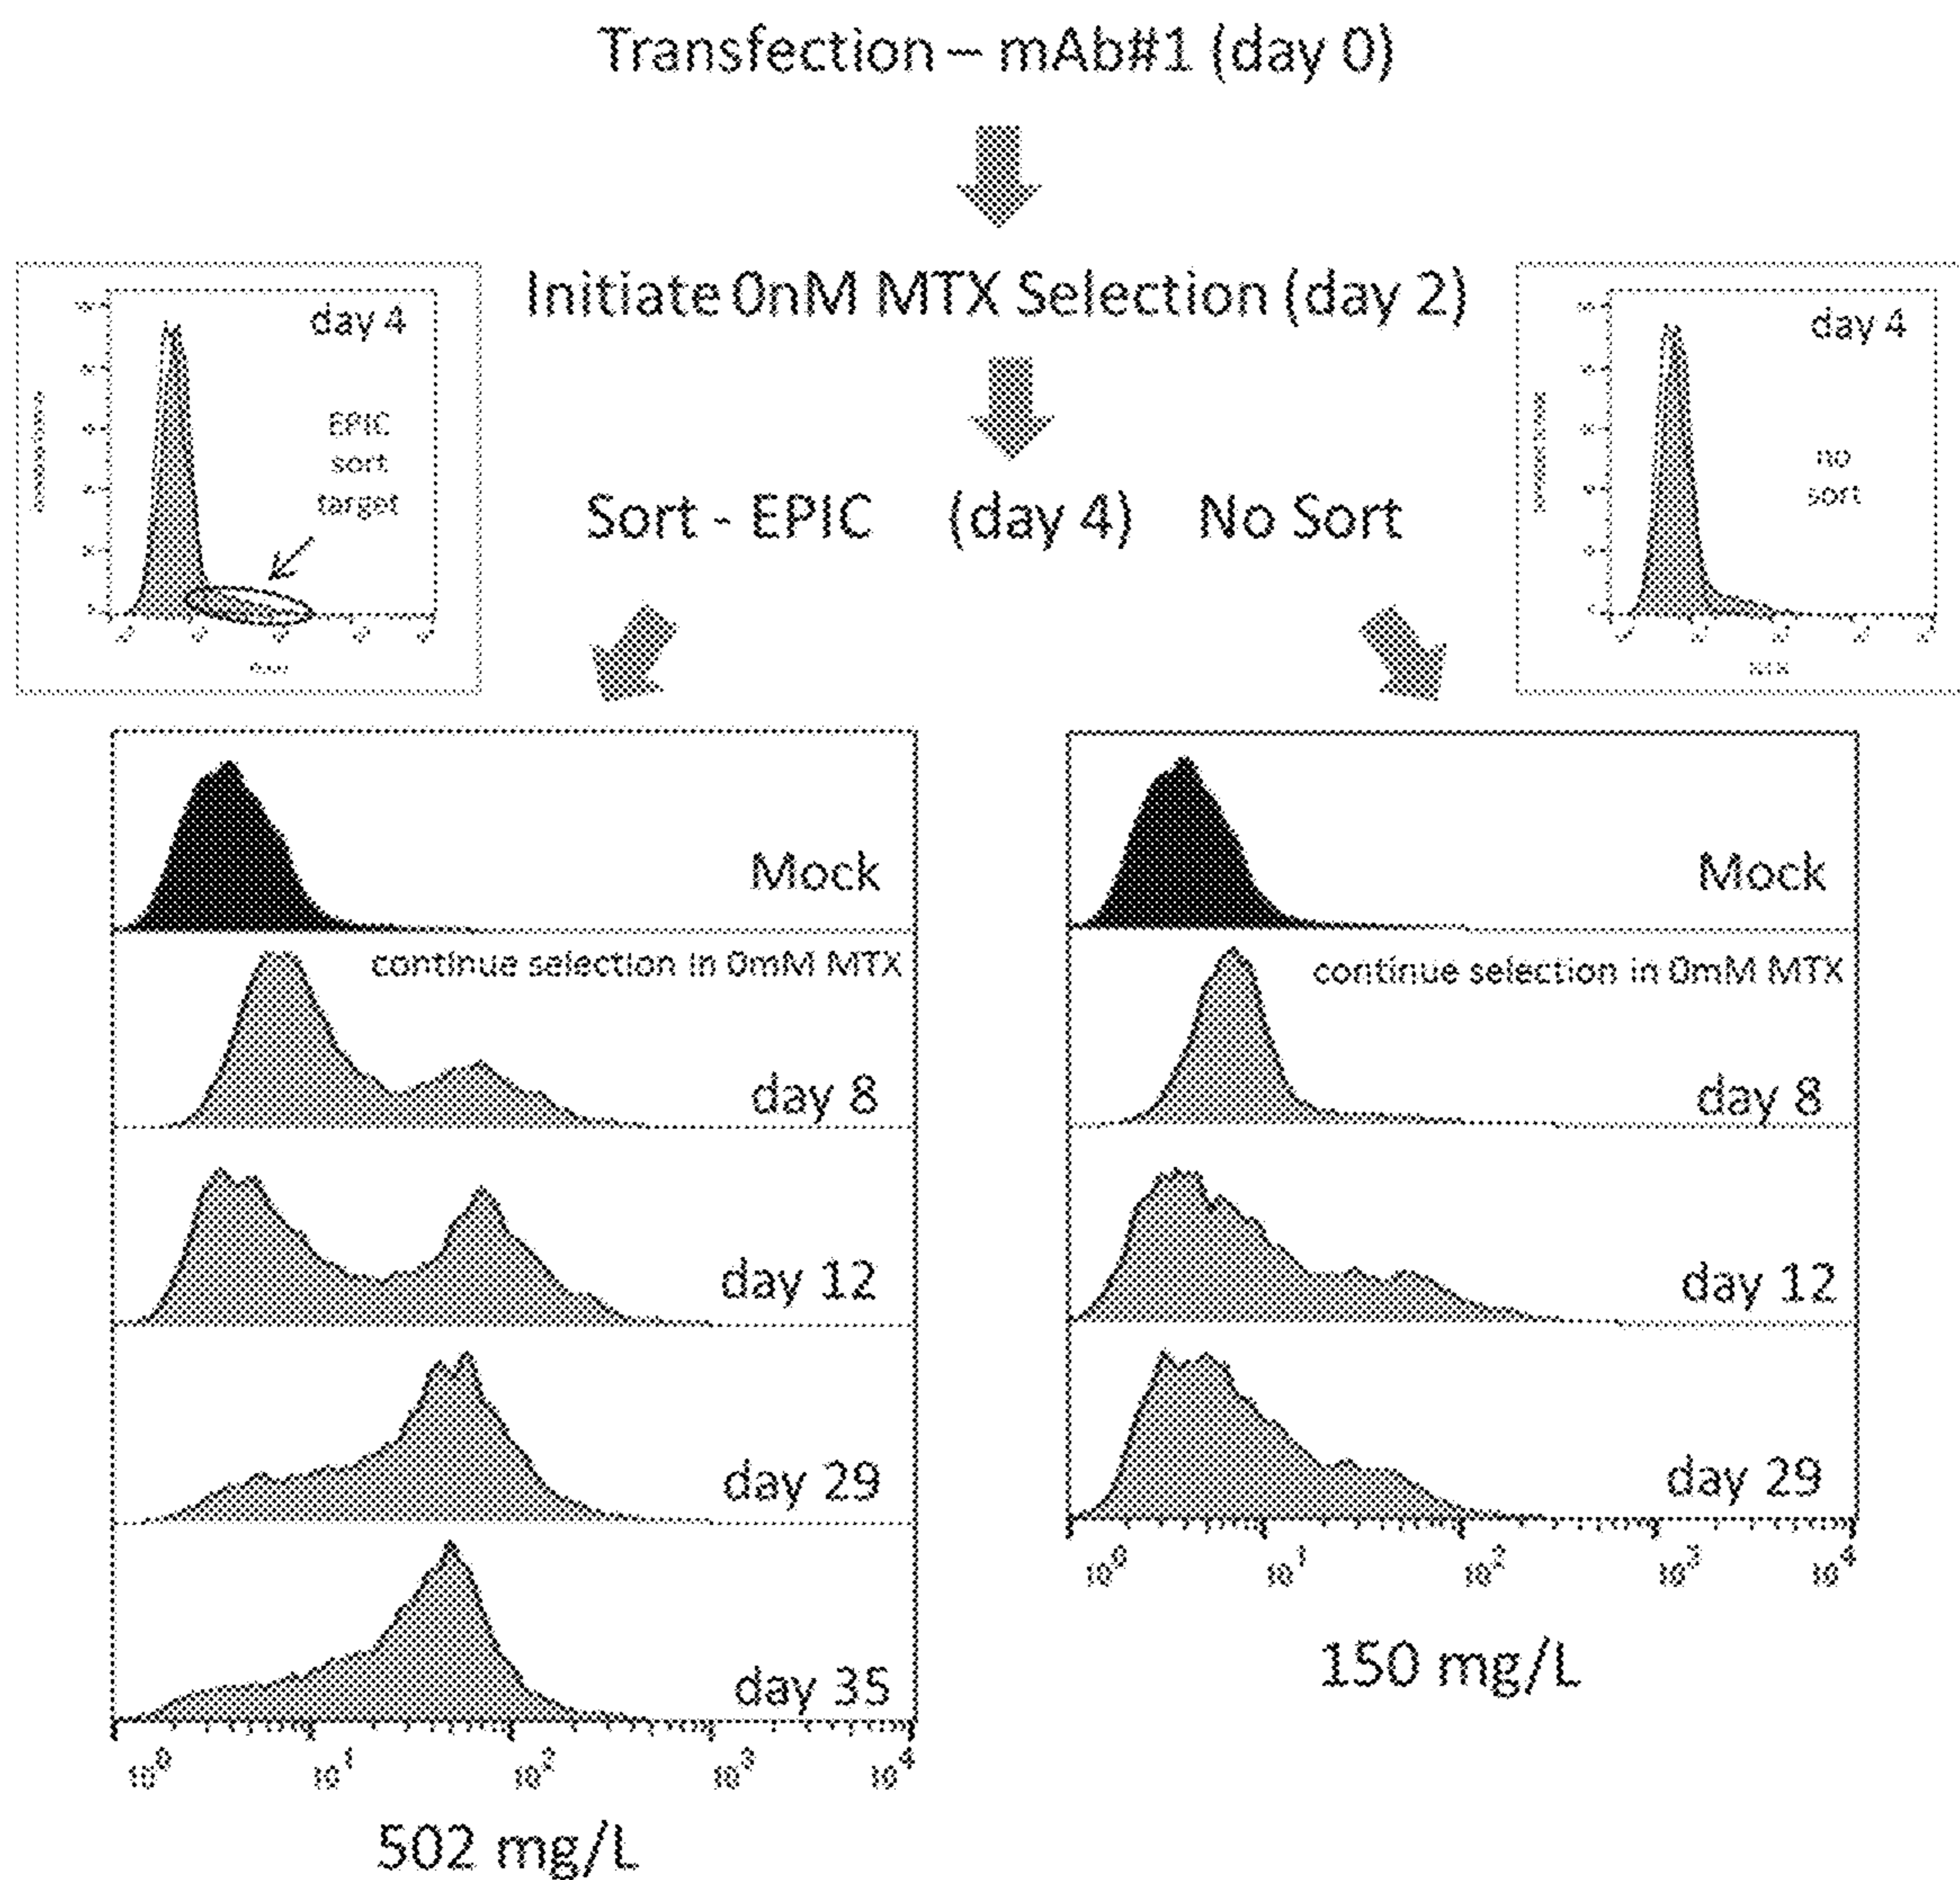 Transfection – mAb#1 (day 0)
Initiate 0nM MTX Selection (day 2)
day 4
EPIC
sort
target
day 4
no
sort
Sort - EPIC (day 4) No Sort
Mock
continue selection in 0mM MTX
day 8
day 12
day 29
day 35
10^0 10^1 10^2 10^3 10^4
502 mg/L
Mock
continue selection in 0mM MTX
day 8
day 12
day 29
10^0 10^1 10^2 10^3 10^4
150 mg/L